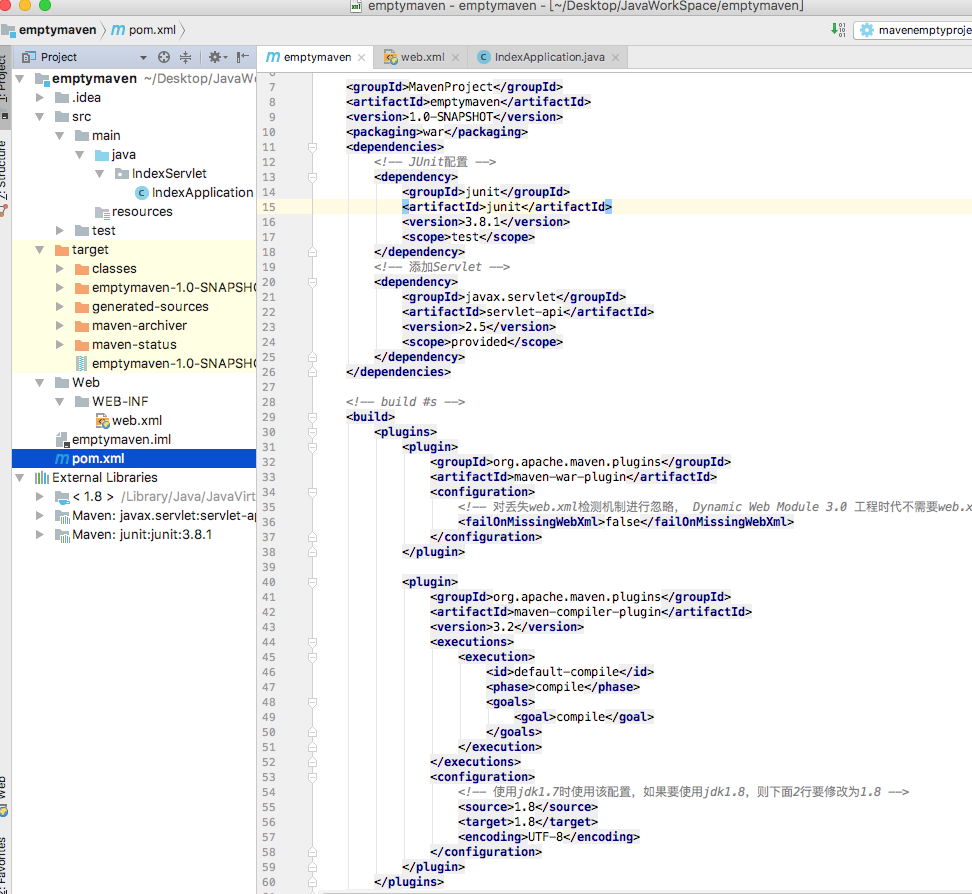 emptymaven - emptymaven - [~/Desktop/JavaWorkSpace/emptymaven]
emptymaven
pom.xml
mavenemptyproje
Project
emptymaven
web.xml
IndexApplication.java
1: Project
7: Structure
Web
2: Favorites
emptymaven ~/Desktop/JavaW
.idea
src
main
java
IndexServlet
IndexApplication
resources
test
target
classes
emptymaven-1.0-SNAPSHO
generated-sources
maven-archiver
maven-status
emptymaven-1.0-SNAPSHO
Web
WEB-INF
web.xml
emptymaven.iml
pom.xml
External Libraries
< 1.8 > /Library/Java/JavaVirt
Maven: javax.servlet:servlet-ap
Maven: junit:junit:3.8.1
7 <groupId>MavenProject</groupId>
8 <artifactId>emptymaven</artifactId>
9 <version>1.0-SNAPSHOT</version>
10 <packaging>war</packaging>
11 <dependencies>
12 <!-- JUnit配置 -->
13 <dependency>
14 <groupId>junit</groupId>
15 <artifactId>junit</artifactId>
16 <version>3.8.1</version>
17 <scope>test</scope>
18 </dependency>
19 <!-- 添加Servlet -->
20 <dependency>
21 <groupId>javax.servlet</groupId>
22 <artifactId>servlet-api</artifactId>
23 <version>2.5</version>
24 <scope>provided</scope>
25 </dependency>
26 </dependencies>
27
28 <!-- build #s -->
29 <build>
30 <plugins>
31 <plugin>
32 <groupId>org.apache.maven.plugins</groupId>
33 <artifactId>maven-war-plugin</artifactId>
34 <configuration>
35 <!-- 对丢失web.xml检测机制进行忽略， Dynamic Web Module 3.0 工程时代不需要web.x
36 <failOnMissingWebXml>false</failOnMissingWebXml>
37 </configuration>
38 </plugin>
39
40 <plugin>
41 <groupId>org.apache.maven.plugins</groupId>
42 <artifactId>maven-compiler-plugin</artifactId>
43 <version>3.2</version>
44 <executions>
45 <execution>
46 <id>default-compile</id>
47 <phase>compile</phase>
48 <goals>
49 <goal>compile</goal>
50 </goals>
51 </execution>
52 </executions>
53 <configuration>
54 <!-- 使用jdk1.7时使用该配置，如果要使用jdk1.8，则下面2行要修改为1.8 -->
55 <source>1.8</source>
56 <target>1.8</target>
57 <encoding>UTF-8</encoding>
58 </configuration>
59 </plugin>
60 </plugins>